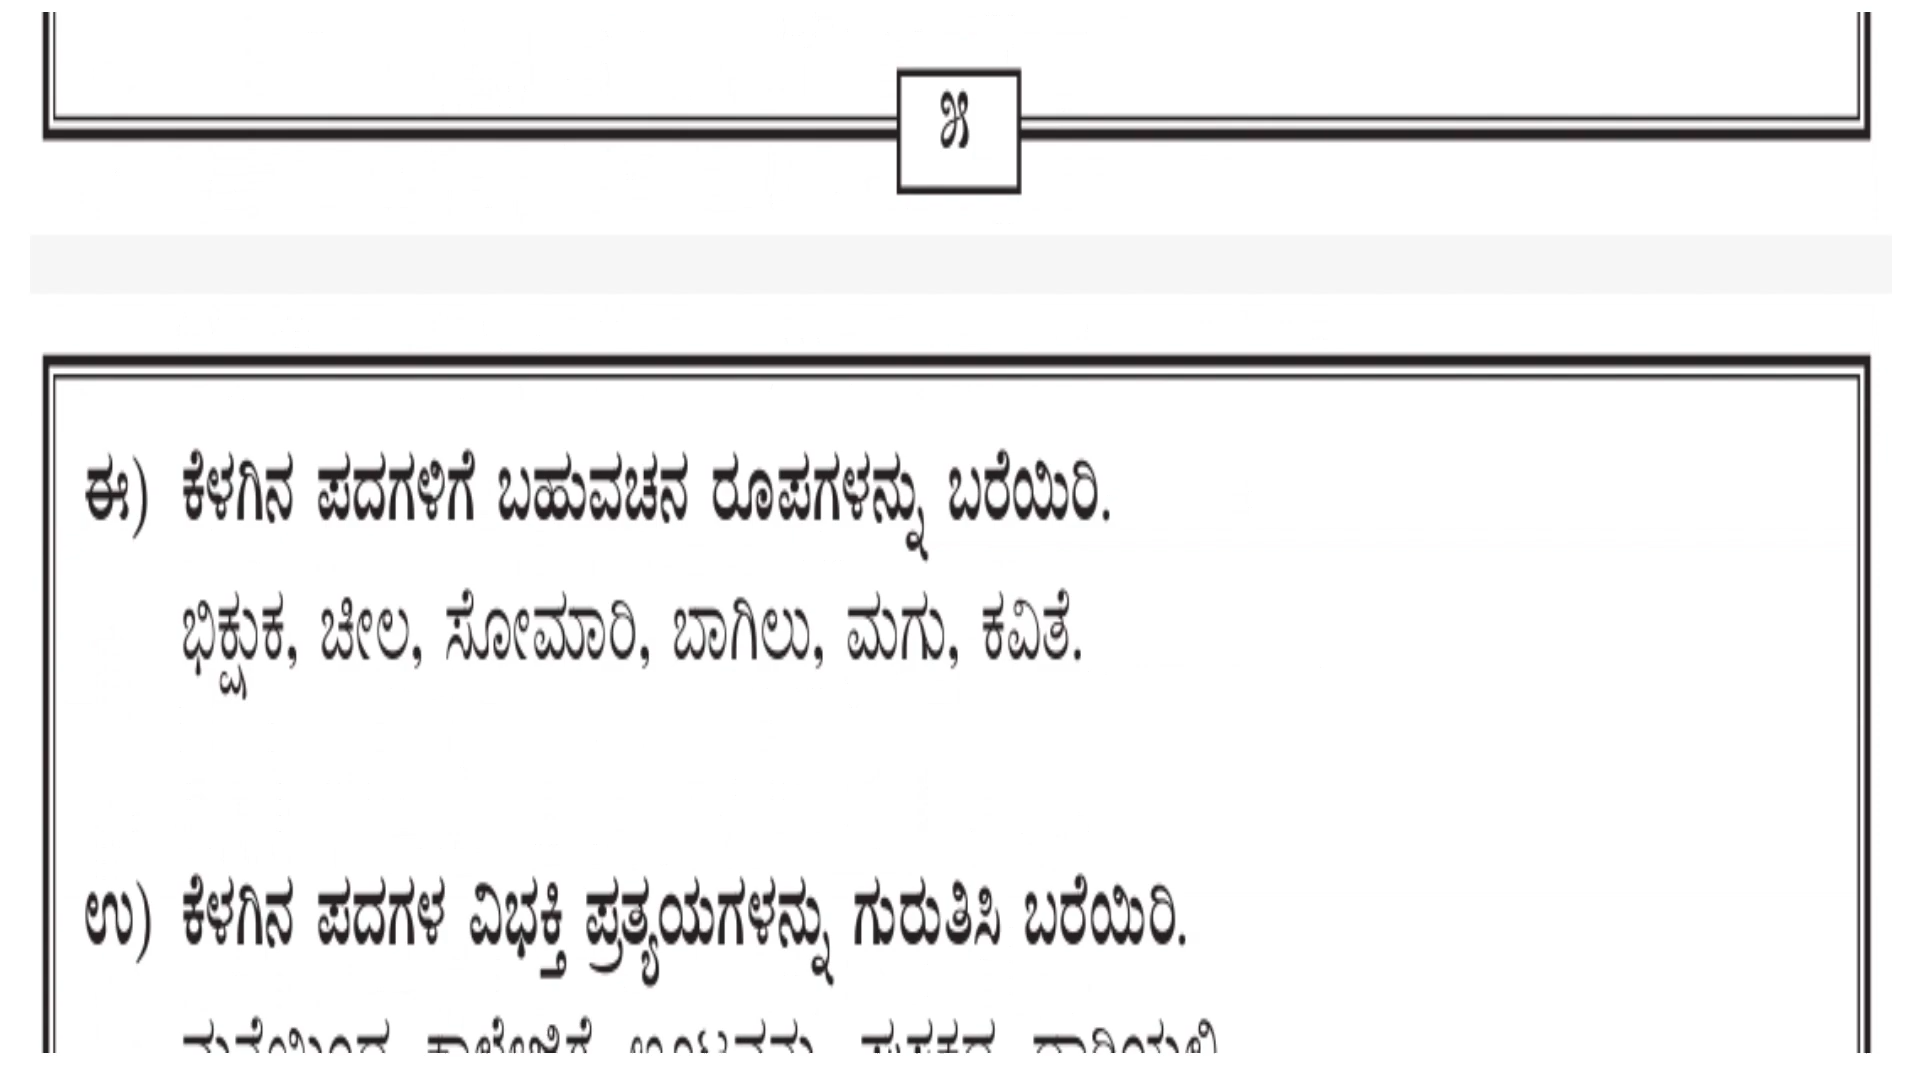 ೫
ಈ) ಕೆಳಗಿನ ಪದಗಳಿಗೆ ಬಹುವಚನ ರೂಪಗಳನ್ನು ಬರೆಯಿರಿ.
ಭಿಕ್ಷುಕ, ಚೀಲ, ಸೋಮಾರಿ, ಬಾಗಿಲು, ಮಗು, ಕವಿತೆ.
ಉ) ಕೆಳಗಿನ ಪದಗಳ ವಿಭಕ್ತಿ ಪ್ರತ್ಯಯಗಳನ್ನು ಗುರುತಿಸಿ ಬರೆಯಿರಿ.